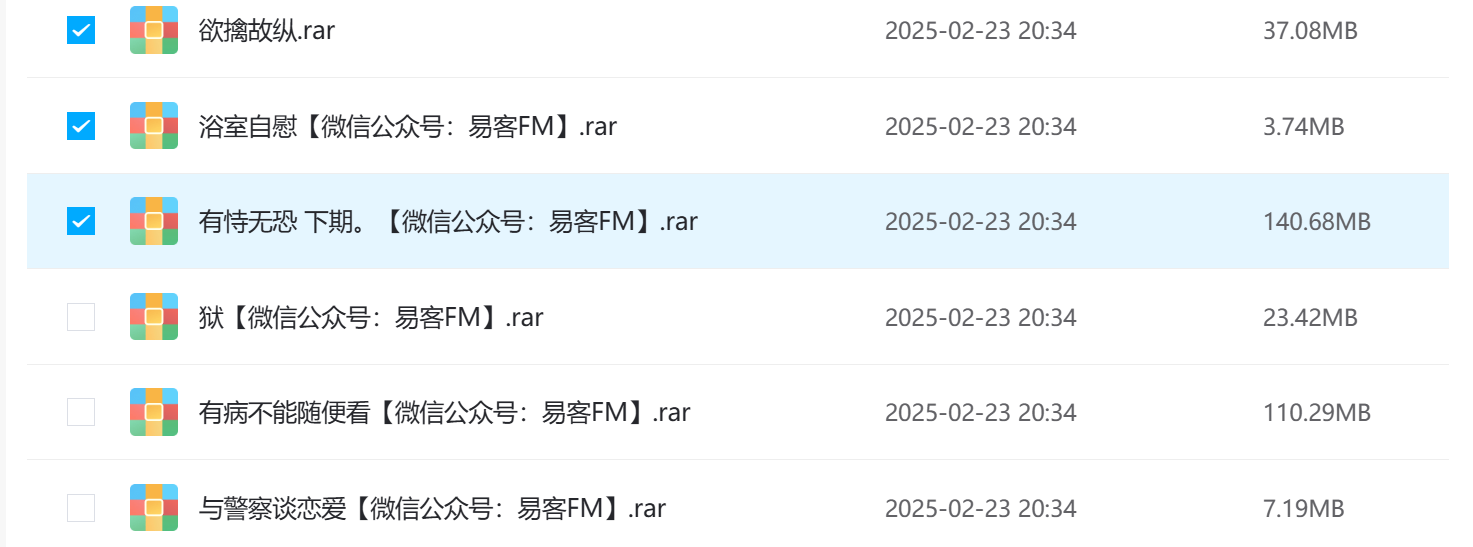 欲擒故纵.rar 2025-02-23 20:34 37.08MB
浴室自慰【微信公众号：易客FM】.rar 2025-02-23 20:34 3.74MB
有恃无恐 下期。【微信公众号：易客FM】.rar 2025-02-23 20:34 140.68MB
狱【微信公众号：易客FM】.rar 2025-02-23 20:34 23.42MB
有病不能随便看【微信公众号：易客FM】.rar 2025-02-23 20:34 110.29MB
与警察谈恋爱【微信公众号：易客FM】.rar 2025-02-23 20:34 7.19MB